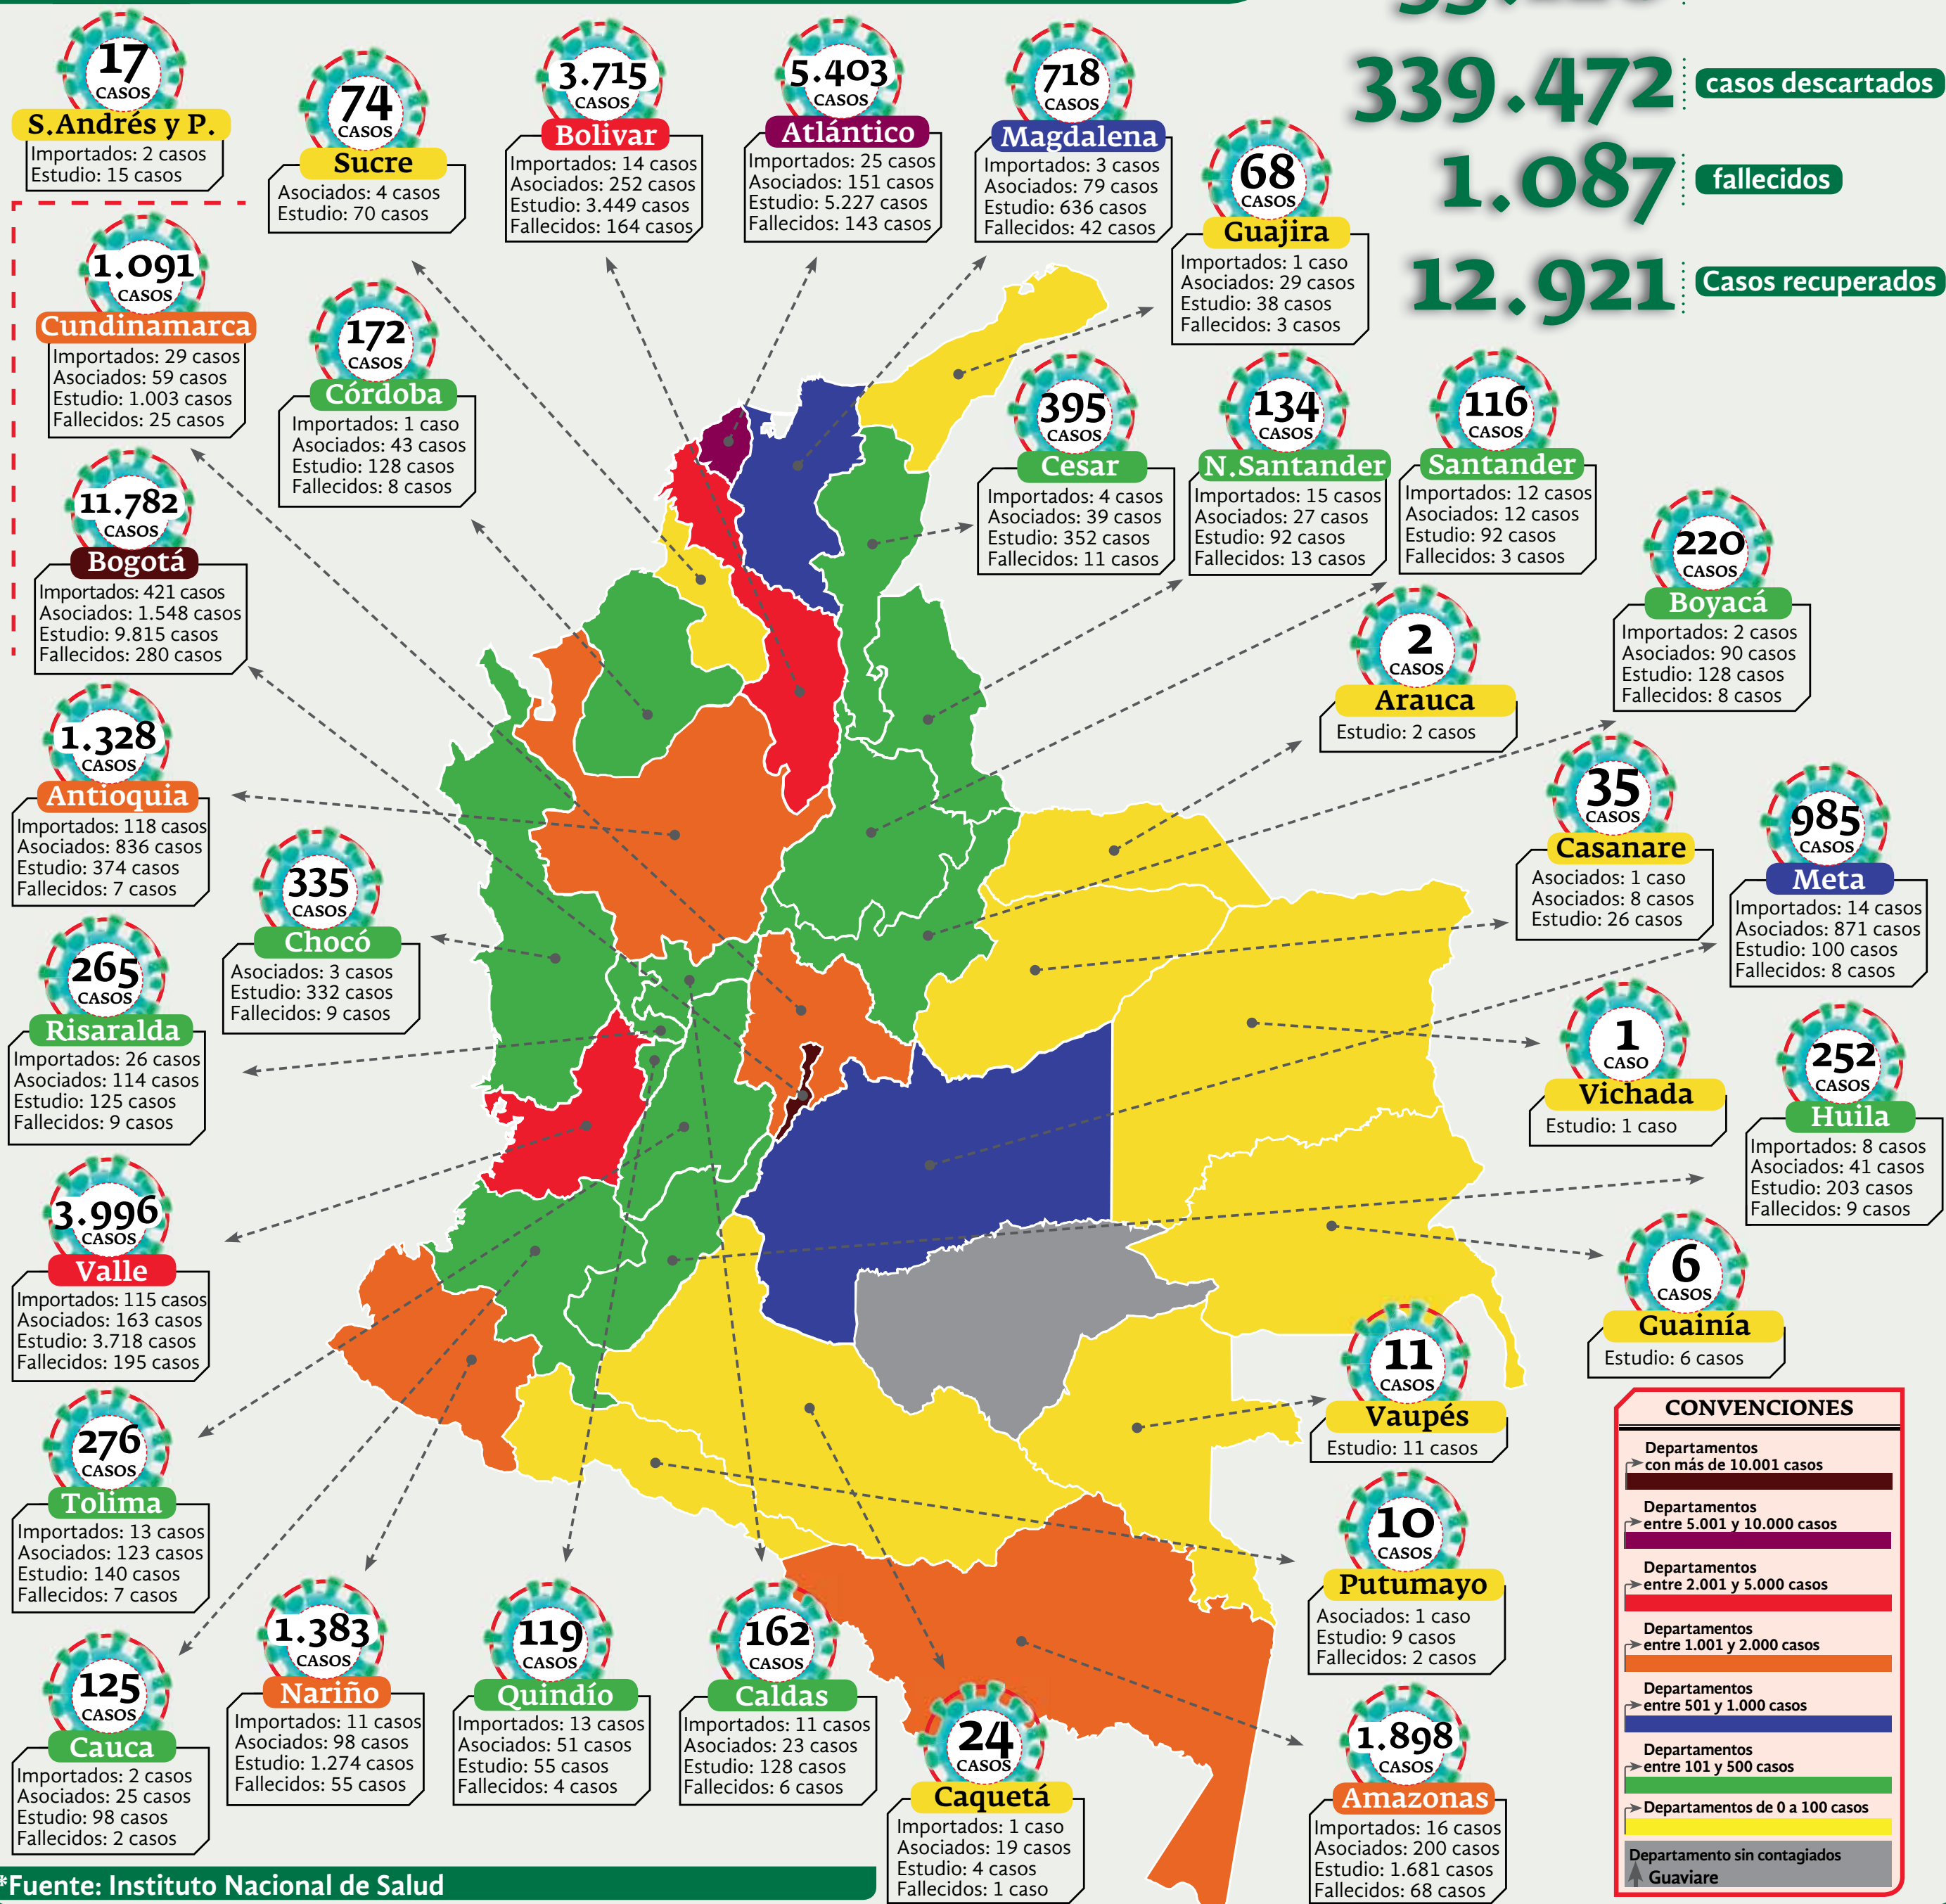 339.472 casos descartados
1.087 fallecidos
12.921 Casos recuperados
17
CASOS
S.Andrés y P.
Importados: 2 casos
Estudio: 15 casos
74
CASOS
Sucre
Asociados: 4 casos
Estudio: 70 casos
3.715
CASOS
Bolivar
Importados: 14 casos
Asociados: 252 casos
Estudio: 3.449 casos
Fallecidos: 164 casos
5.403
CASOS
Atlántico
Importados: 25 casos
Asociados: 151 casos
Estudio: 5.227 casos
Fallecidos: 143 casos
718
CASOS
Magdalena
Importados: 3 casos
Asociados: 79 casos
Estudio: 636 casos
Fallecidos: 42 casos
68
CASOS
Guajira
Importados: 1 caso
Asociados: 29 casos
Estudio: 38 casos
Fallecidos: 3 casos
1.091
CASOS
Cundinamarca
Importados: 29 casos
Asociados: 59 casos
Estudio: 1.003 casos
Fallecidos: 25 casos
172
CASOS
Córdoba
Importados: 1 caso
Asociados: 43 casos
Estudio: 128 casos
Fallecidos: 8 casos
395
CASOS
Cesar
Importados: 4 casos
Asociados: 39 casos
Estudio: 352 casos
Fallecidos: 11 casos
134
CASOS
N.Santander
Importados: 15 casos
Asociados: 27 casos
Estudio: 92 casos
Fallecidos: 13 casos
116
CASOS
Santander
Importados: 12 casos
Asociados: 12 casos
Estudio: 92 casos
Fallecidos: 3 casos
11.782
CASOS
Bogotá
Importados: 421 casos
Asociados: 1.548 casos
Estudio: 9.815 casos
Fallecidos: 280 casos
220
CASOS
Boyacá
Importados: 2 casos
Asociados: 90 casos
Estudio: 128 casos
Fallecidos: 8 casos
2
CASOS
Arauca
Estudio: 2 casos
1.328
CASOS
Antioquia
Importados: 118 casos
Asociados: 836 casos
Estudio: 374 casos
Fallecidos: 7 casos
35
CASOS
Casanare
Asociados: 1 caso
Asociados: 8 casos
Estudio: 26 casos
985
CASOS
Meta
Importados: 14 casos
Asociados: 871 casos
Estudio: 100 casos
Fallecidos: 8 casos
335
CASOS
Chocó
Asociados: 3 casos
Estudio: 332 casos
Fallecidos: 9 casos
265
CASOS
Risaralda
Importados: 26 casos
Asociados: 114 casos
Estudio: 125 casos
Fallecidos: 9 casos
1
CASO
Vichada
Estudio: 1 caso
252
CASOS
Huila
Importados: 8 casos
Asociados: 41 casos
Estudio: 203 casos
Fallecidos: 9 casos
3.996
CASOS
Valle
Importados: 115 casos
Asociados: 163 casos
Estudio: 3.718 casos
Fallecidos: 195 casos
6
CASOS
Guainía
Estudio: 6 casos
11
CASOS
Vaupés
Estudio: 11 casos
276
CASOS
Tolima
Importados: 13 casos
Asociados: 123 casos
Estudio: 140 casos
Fallecidos: 7 casos
10
CASOS
Putumayo
Asociados: 1 caso
Estudio: 9 casos
Fallecidos: 2 casos
125
CASOS
Cauca
Importados: 2 casos
Asociados: 25 casos
Estudio: 98 casos
Fallecidos: 2 casos
1.383
CASOS
Nariño
Importados: 11 casos
Asociados: 98 casos
Estudio: 1.274 casos
Fallecidos: 55 casos
119
CASOS
Quindío
Importados: 13 casos
Asociados: 51 casos
Estudio: 55 casos
Fallecidos: 4 casos
162
CASOS
Caldas
Importados: 11 casos
Asociados: 23 casos
Estudio: 128 casos
Fallecidos: 6 casos
24
CASOS
Caquetá
Importados: 1 caso
Asociados: 19 casos
Estudio: 4 casos
Fallecidos: 1 caso
1.898
CASOS
Amazonas
Importados: 16 casos
Asociados: 200 casos
Estudio: 1.681 casos
Fallecidos: 68 casos
CONVENCIONES
Departamentos
con más de 10.001 casos
Departamentos
entre 5.001 y 10.000 casos
Departamentos
entre 2.001 y 5.000 casos
Departamentos
entre 1.001 y 2.000 casos
Departamentos
entre 501 y 1.000 casos
Departamentos
entre 101 y 500 casos
Departamentos de 0 a 100 casos
Departamento sin contagiados
Guaviare
*Fuente: Instituto Nacional de Salud